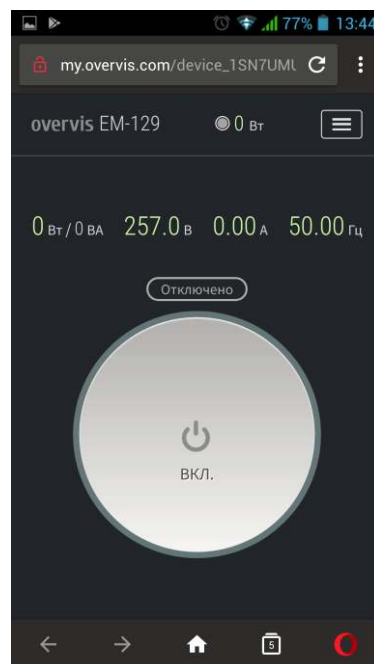 77% 13:44
my.overvis.com/device_1SN7UMU
overvis EM-129 0 Вт
0 Вт / 0 ВА 257.0 В 0.00 А 50.00 Гц
Отключено
ВКЛ.
5